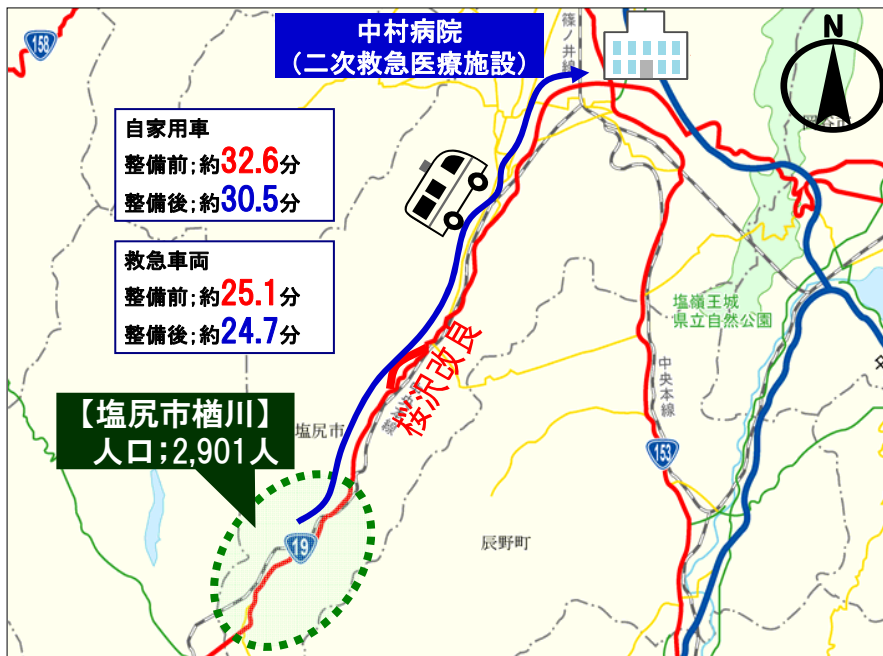 中村病院
(二次救急医療施設)
158
篠ノ井線
N
自家用車
整備前;約32.6分
整備後;約30.5分
救急車両
整備前;約25.1分
整備後;約24.7分
塩嶺王城
県立自然公園
桜沢改良
中央本線
【塩尻市楢川】
人口;2,901人
塩尻市
153
19
辰野町